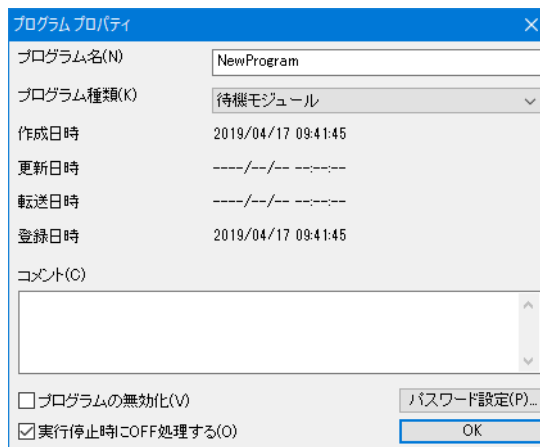 プログラム プロパティ
プログラム名(N) NewProgram
プログラム種類(K) 待機モジュール
作成日時 2019/04/17 09:41:45
更新日時 ----/--/-- --:--:--
転送日時 ----/--/-- --:--:--
登録日時 2019/04/17 09:41:45
コメント(C)
プログラムの無効化(V) パスワード設定(P)...
実行停止時にOFF処理する(O) OK